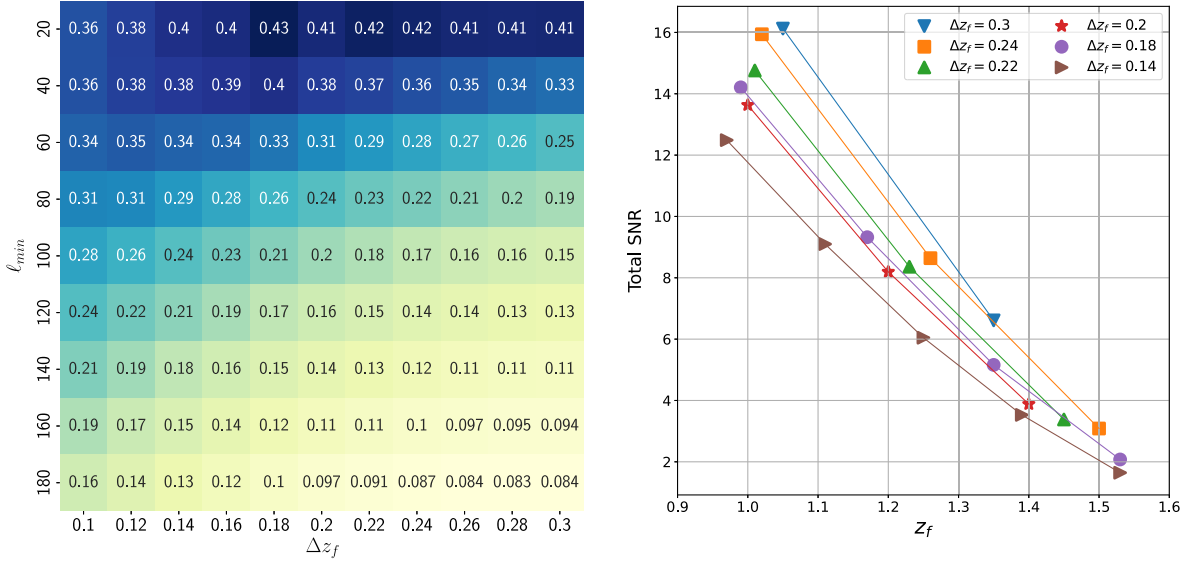 20 0.36 0.38 0.4 0.4 0.43 0.41 0.42 0.42 0.41 0.41 0.41
40 0.36 0.38 0.38 0.39 0.4 0.38 0.37 0.36 0.35 0.34 0.33
60 0.34 0.35 0.34 0.34 0.33 0.31 0.29 0.28 0.27 0.26 0.25
80 0.31 0.31 0.29 0.28 0.26 0.24 0.23 0.22 0.21 0.2 0.19
100 0.28 0.26 0.24 0.23 0.21 0.2 0.18 0.17 0.16 0.16 0.15
120 0.24 0.22 0.21 0.19 0.17 0.16 0.15 0.14 0.14 0.13 0.13
140 0.21 0.19 0.18 0.16 0.15 0.14 0.13 0.12 0.11 0.11 0.11
160 0.19 0.17 0.15 0.14 0.12 0.11 0.11 0.1 0.097 0.095 0.094
180 0.16 0.14 0.13 0.12 0.1 0.097 0.091 0.087 0.084 0.083 0.084
0.1 0.12 0.14 0.16 0.18 0.2 0.22 0.24 0.26 0.28 0.3
ℓ_min
Δz_f
Δz_f = 0.3
Δz_f = 0.24
Δz_f = 0.22
Δz_f = 0.2
Δz_f = 0.18
Δz_f = 0.14
Total SNR
16
14
12
10
8
6
4
2
0.9 1.0 1.1 1.2 1.3 1.4 1.5 1.6
z_f